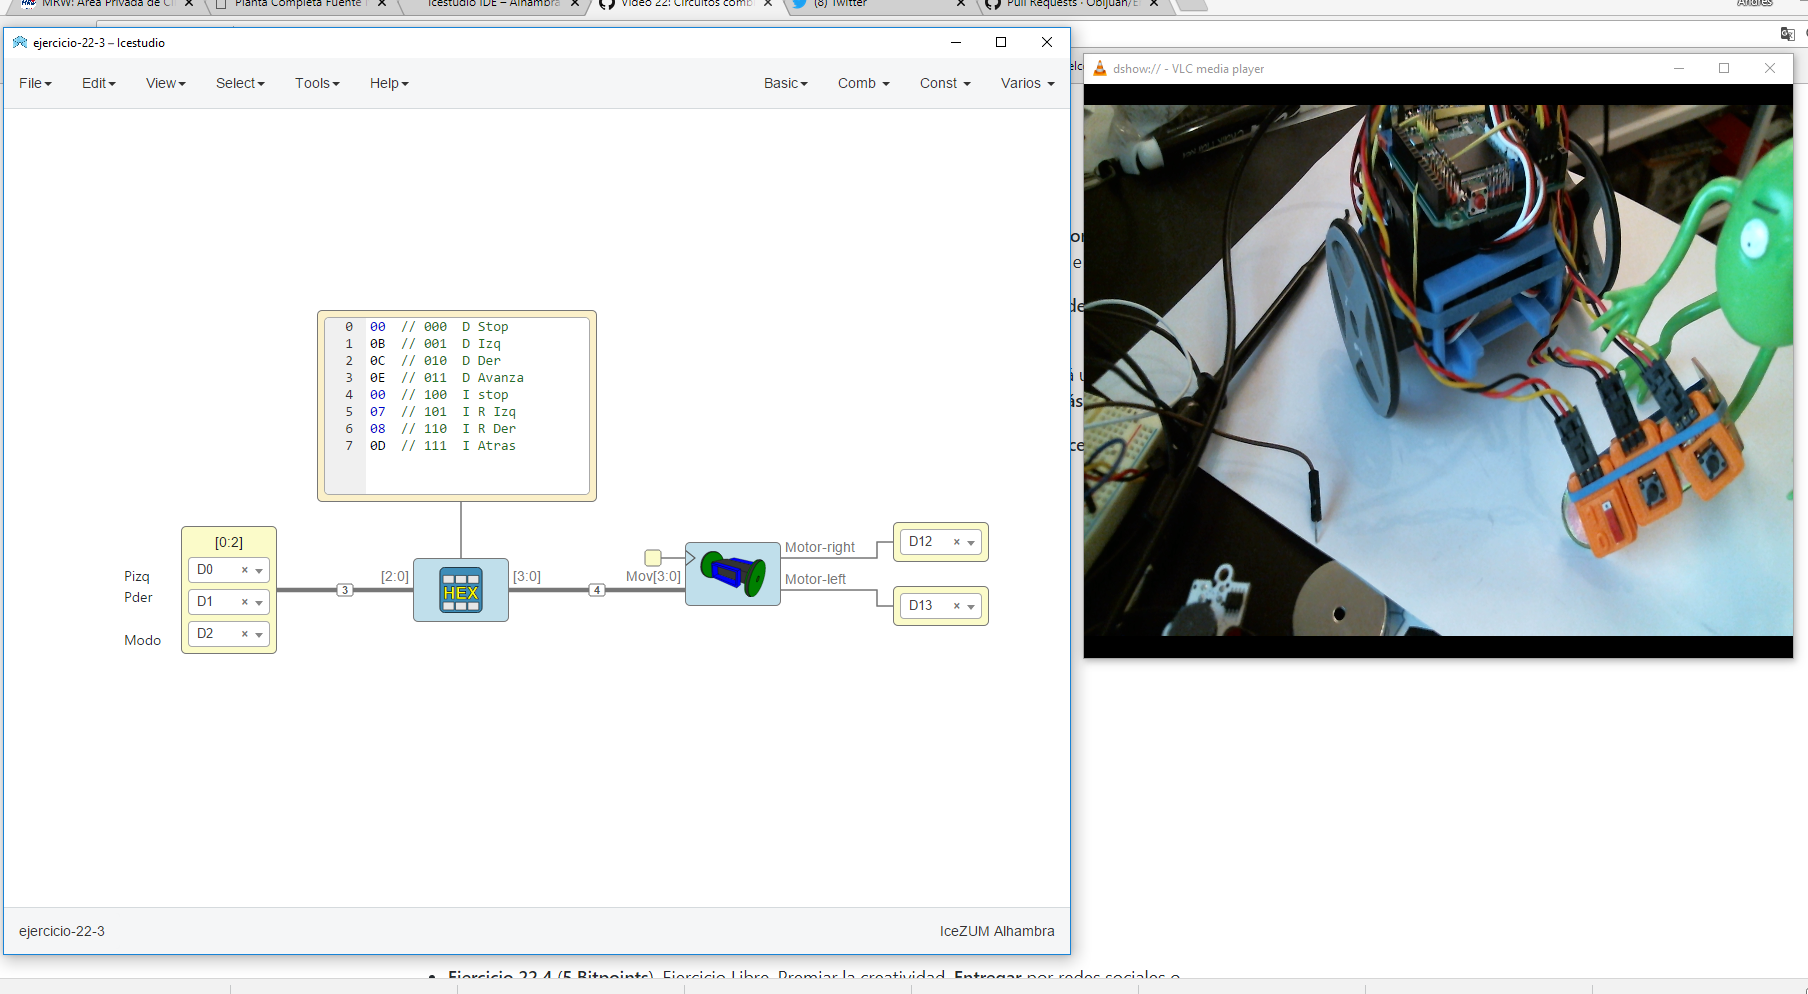 MRW: Área Privada de Cl
Planta Completa Fuente
Icestudio IDE – Alhambra
Video 22: Circuitos comb
(8) Twitter
Pull Requests · Obijuan/E
Andrés
ejercicio-22-3 – Icestudio
File Edit View Select Tools Help Basic Comb Const Varios
dshow:// - VLC media player
0 00 // 000 D Stop
1 0B // 001 D Izq
2 0C // 010 D Der
3 0E // 011 D Avanza
4 00 // 100 I stop
5 07 // 101 I R Izq
6 08 // 110 I R Der
7 0D // 111 I Atras
[0:2]
Pizq
Pder
Modo
D0
D1
D2
3
[2:0]
HEX
[3:0]
4
Mov[3:0]
Motor-right
Motor-left
D12
D13
ejercicio-22-3
IceZUM Alhambra
Ejercicio 22.4 (5 Bitpoints). Ejercicio Libre. Premiar la creatividad. Entregar por redes sociales o